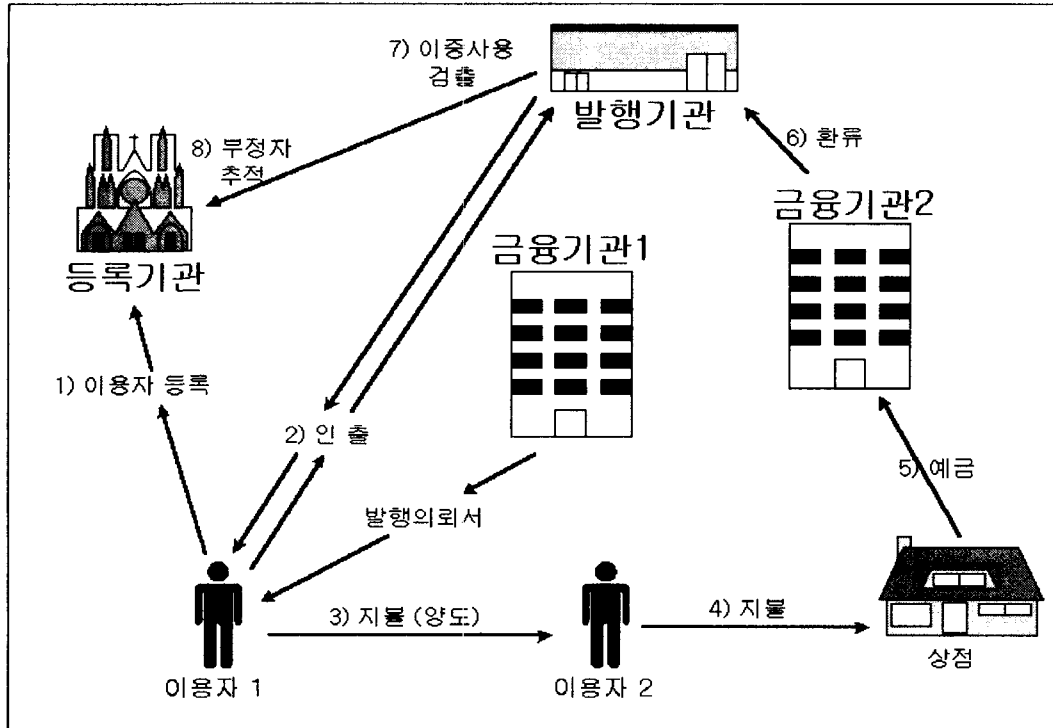 7) 이중사용
검출
발행기관
6) 환류
8) 부정자
추적
금융기관2
금융기관1
등록기관
1) 이용자 등록
2) 인 출
5) 예금
발행의뢰서
3) 지불 (양도)
4) 지불
상점
이용자 1
이용자 2